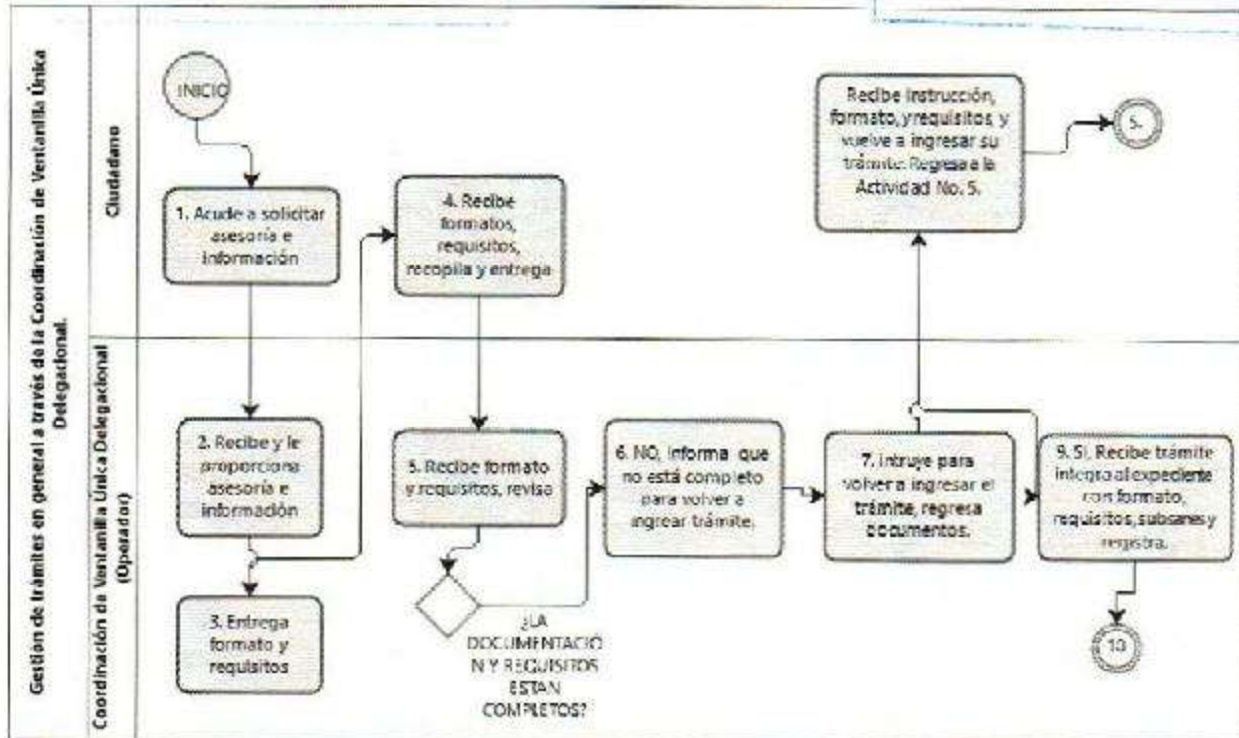 Gestión de trámites en general a través de la Coordinación de Ventanilla Única
Delegacional.
Ciudadano
INICIO
1. Acude a solicitar
asesoría e
información
4. Recibe
formatos,
requisitos,
recopila y entrega
Recibe instrucción,
formato, y requisitos, y
vuelve a ingresar su
trámite. Regresa a la
Actividad No. 5.
5.
Coordinación de Ventanilla Única Delegacional
(Operador)
2. Recibe y le
proporciona
asesoría e
información
3. Entrega
formato y
requisitos
5. Recibe formato
y requisitos, revisa
¿LA
DOCUMENTACIO
N Y REQUISITOS
ESTAN
COMPLETOS?
6. NO, informa que
no está completo
para volver a
ingrear trámite.
7. Intruye para
volver a ingresar el
trámite, regresa
documentos.
9. SI, Recibe trámite
integra al expediente
con formato,
requisitos, subsanes y
registra.
10